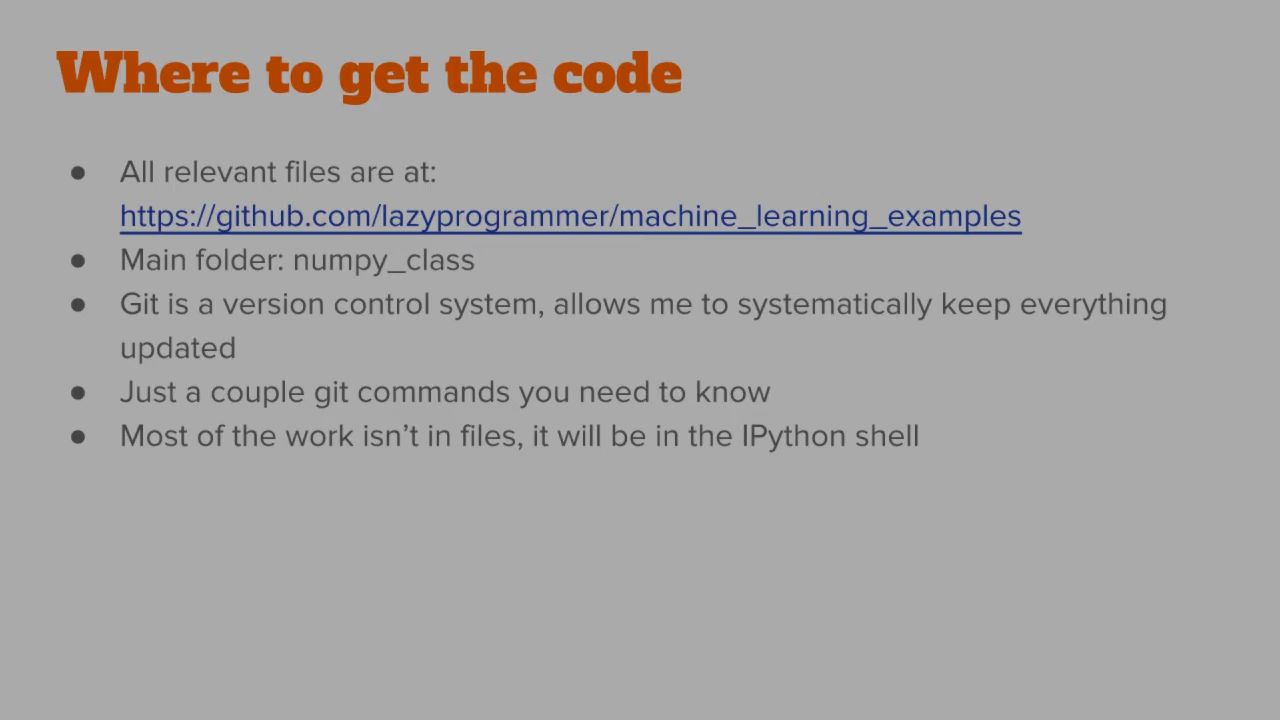 Where to get the code
● All relevant files are at:
https://github.com/lazyprogrammer/machine_learning_examples
● Main folder: numpy_class
● Git is a version control system, allows me to systematically keep everything
updated
● Just a couple git commands you need to know
● Most of the work isn’t in files, it will be in the IPython shell